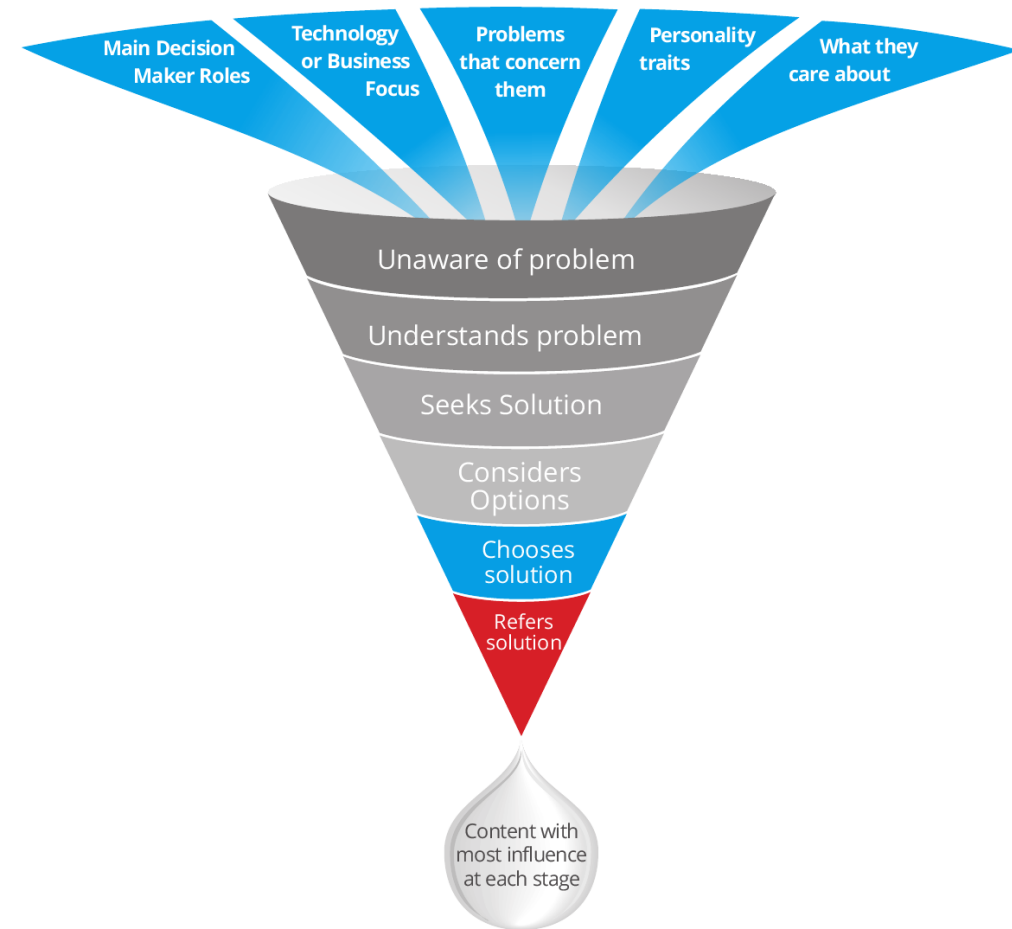 Main Decision
Maker Roles
Technology
or Business
Focus
Problems
that concern
them
Personality
traits
What they
care about
Unaware of problem
Understands problem
Seeks Solution
Considers
Options
Chooses
solution
Refers
solution
Content with
most influence
at each stage